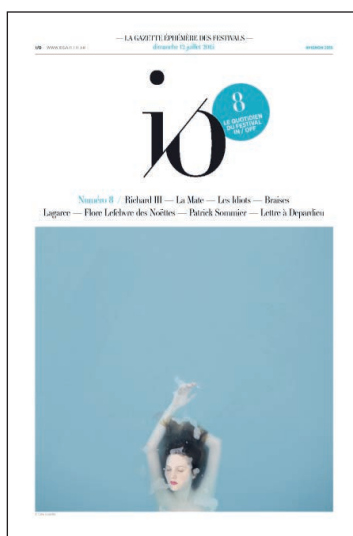 — LA GAZETTE ÉPHÉMÈRE DES FESTIVALS —
dimanche 12 juillet 2015
io
8
LE QUOTIDIEN
DU FESTIVAL
IN / OFF
Numéro 8 / Richard III — La Mate — Les Idiots — Braises
Lagarce — Flore Lefebvre des Noëttes — Patrick Sommier — Lettre à Depardieu